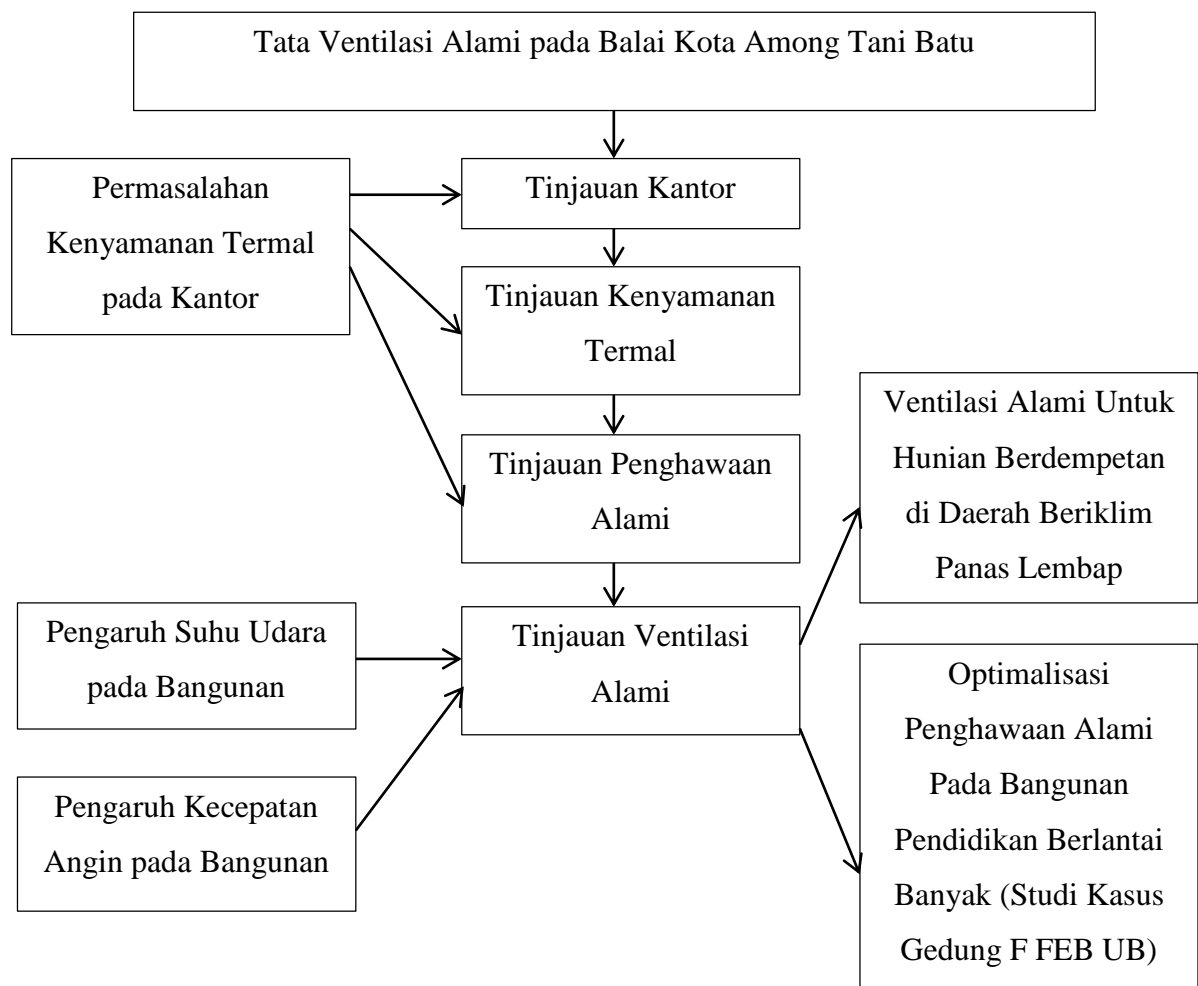 Tata Ventilasi Alami pada Balai Kota Among Tani Batu
Permasalahan
Kenyamanan Termal
pada Kantor
Tinjauan Kantor
Tinjauan Kenyamanan
Termal
Tinjauan Penghawaan
Alami
Ventilasi Alami Untuk
Hunian Berdempetan
di Daerah Beriklim
Panas Lembap
Pengaruh Suhu Udara
pada Bangunan
Tinjauan Ventilasi
Alami
Pengaruh Kecepatan
Angin pada Bangunan
Optimalisasi
Penghawaan Alami
Pada Bangunan
Pendidikan Berlantai
Banyak (Studi Kasus
Gedung F FEB UB)